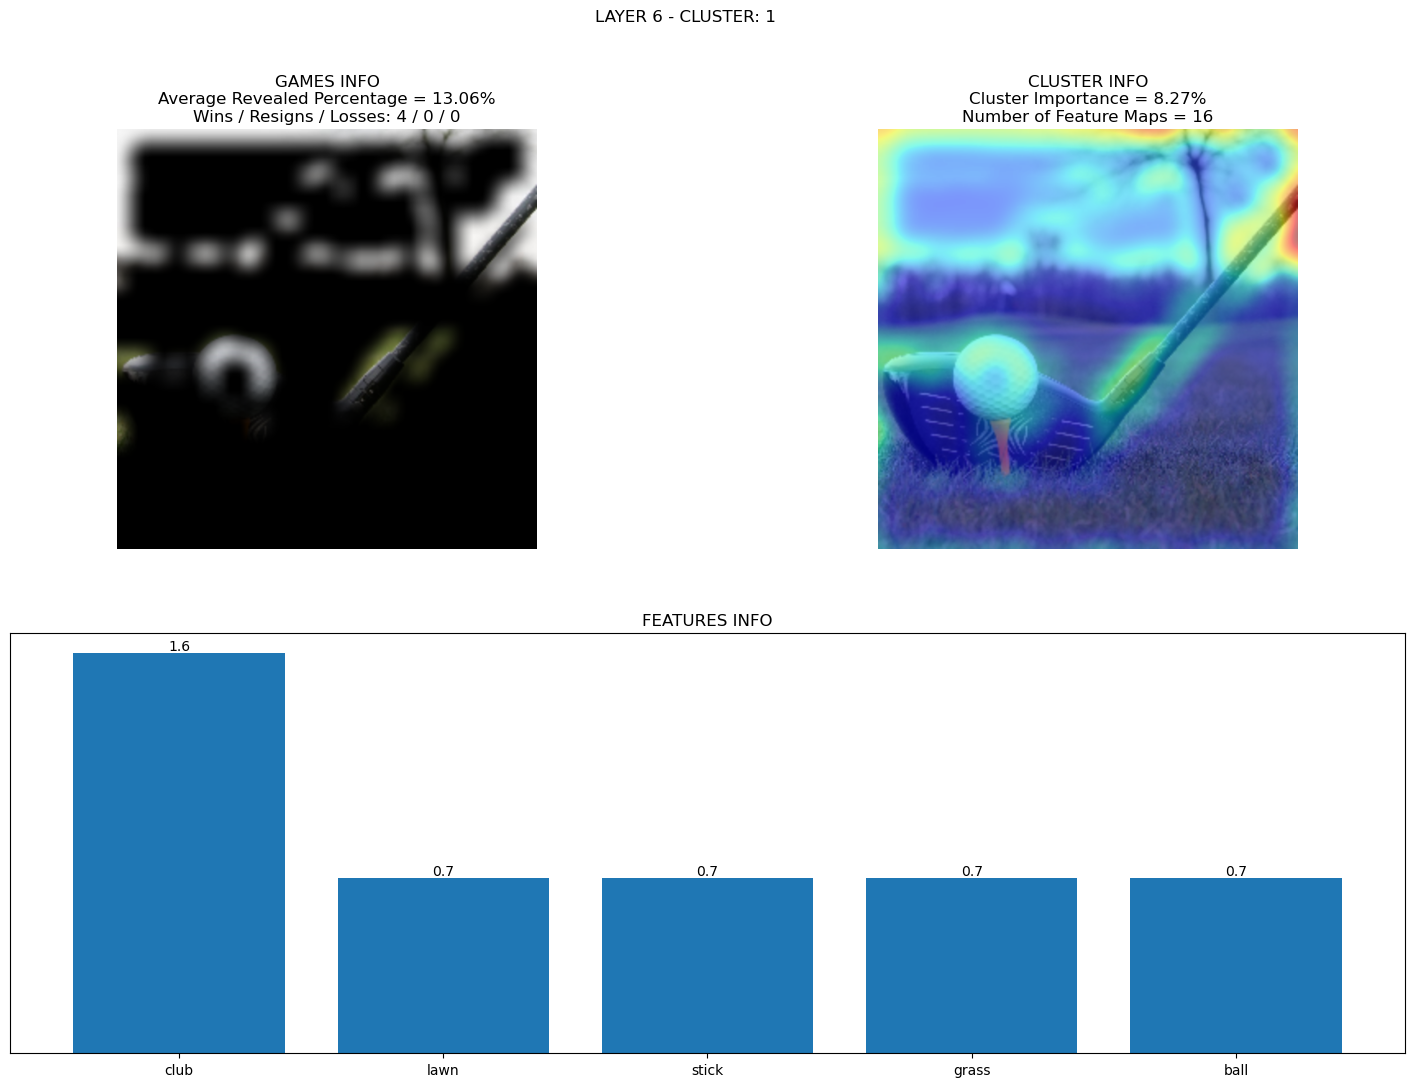 LAYER 6 - CLUSTER: 1
GAMES INFO
Average Revealed Percentage = 13.06%
Wins / Resigns / Losses: 4 / 0 / 0
CLUSTER INFO
Cluster Importance = 8.27%
Number of Feature Maps = 16
FEATURES INFO
1.6
0.7
0.7
0.7
0.7
club
lawn
stick
grass
ball